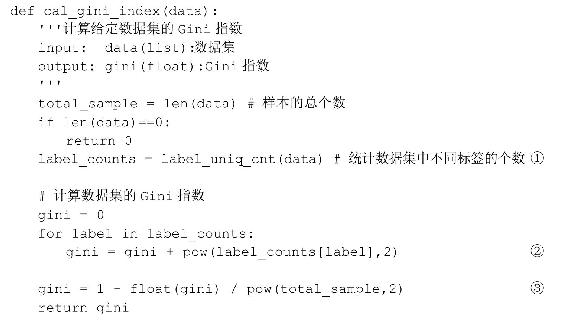 def cal_gini_index(data):
    '''计算给定数据集的 Gini 指数
    input:  data(list):数据集
    output: gini(float):Gini 指数
    '''
    total_sample = len(data) # 样本的总个数
    if len(data)==0:
        return 0
    label_counts = label_uniq_cnt(data) # 统计数据集中不同标签的个数 ①
    # 计算数据集的 Gini 指数
    gini = 0
    for label in label_counts:
        gini = gini + pow(label_counts[label],2) ②
    gini = 1 - float(gini) / pow(total_sample,2) ③
    return gini